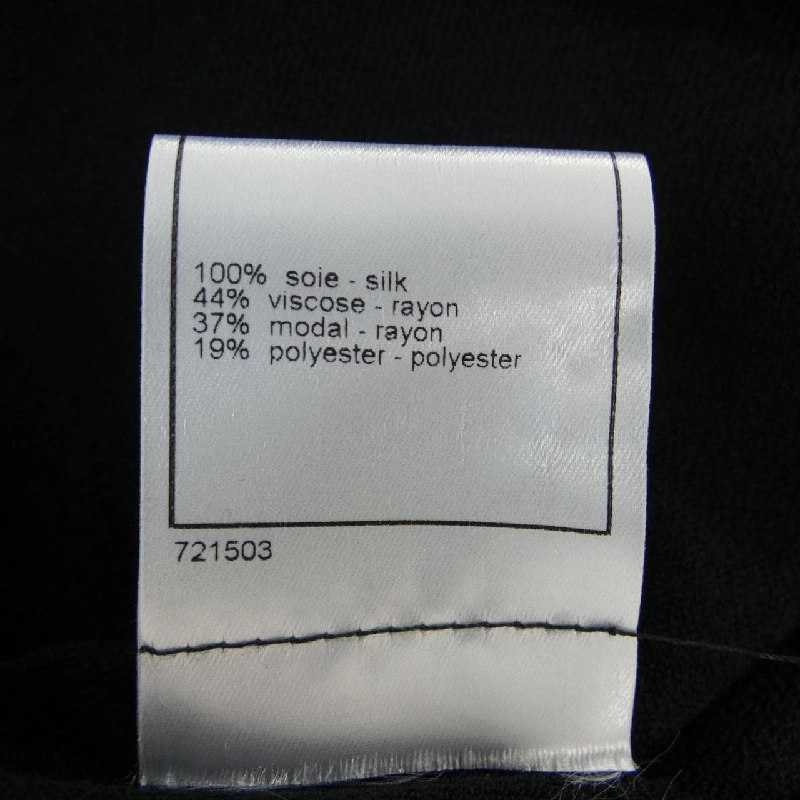 100% soie - silk
44% viscose - rayon
37% modal - rayon
19% polyester - polyester
721503